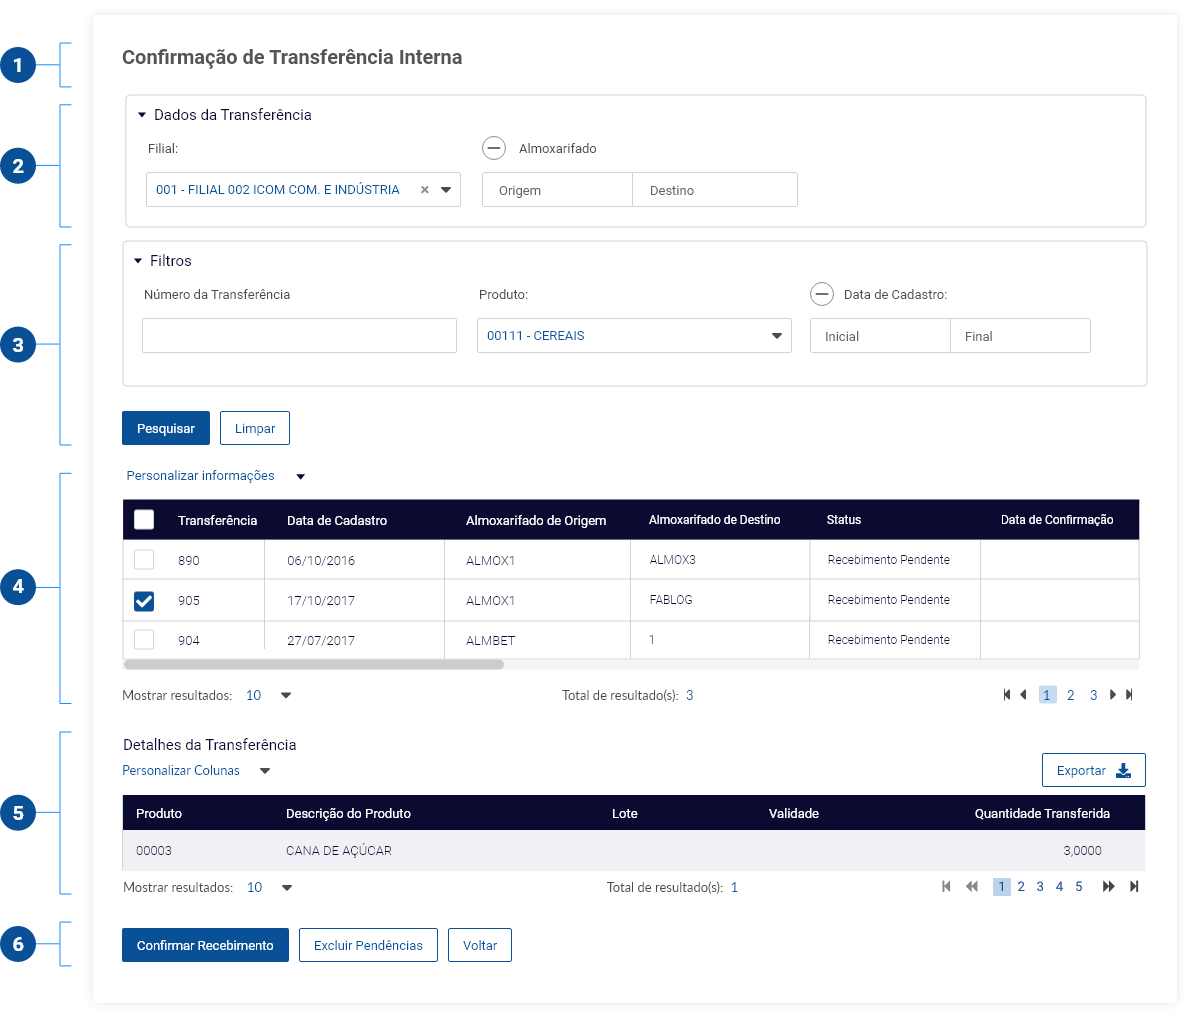 1
Confirmação de Transferência Interna
2
Dados da Transferência
Filial:
Almoxarifado
001 - FILIAL 002 ICOM COM. E INDÚSTRIA ×
Origem
Destino
3
Filtros
Número da Transferência
Produto:
Data de Cadastro:
00111 - CEREAIS
Inicial
Final
Pesquisar
Limpar
4
Personalizar informações
Transferência Data de Cadastro Almoxarifado de Origem Almoxarifado de Destino Status Data de Confirmação
890 06/10/2016 ALMOX1 ALMOX3 Recebimento Pendente
905 17/10/2017 ALMOX1 FABLOG Recebimento Pendente
904 27/07/2017 ALMBET 1 Recebimento Pendente
Mostrar resultados: 10 Total de resultado(s): 3 1 2 3
5
Detalhes da Transferência
Personalizar Colunas
Exportar
Produto Descrição do Produto Lote Validade Quantidade Transferida
00003 CANA DE AÇÚCAR 3,0000
Mostrar resultados: 10 Total de resultado(s): 1 1 2 3 4 5
6
Confirmar Recebimento
Excluir Pendências
Voltar